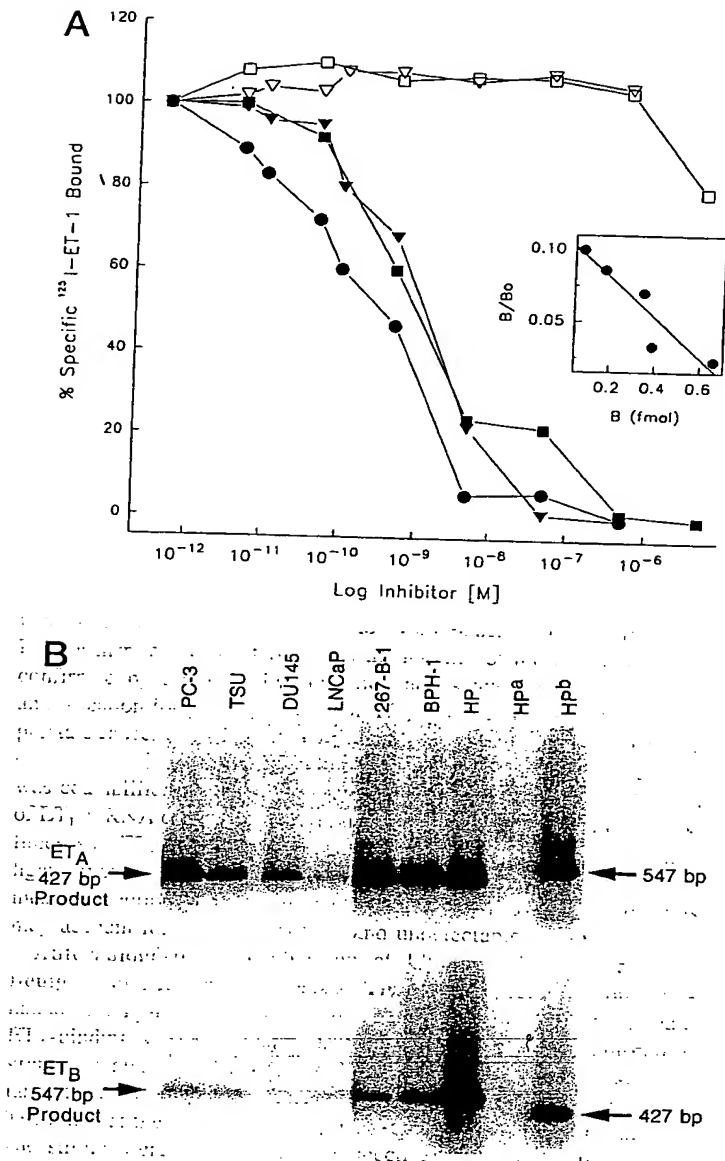 A
120
100
80
60
40
20
0
% Specific ¹²⁵I-ET-1 Bound
10⁻¹² 10⁻¹¹ 10⁻¹⁰ 10⁻⁹ 10⁻⁸ 10⁻⁷ 10⁻⁶
Log Inhibitor [M]
0.10
0.05
B/Bo
0.2 0.4 0.6
B (fmol)
B
PC-3
TSU
DU145
LNCaP
267-B-1
BPH-1
HP
HPᵃ
HPᵇ
ET_A
427 bp
Product
547 bp
ET_B
547 bp
Product
427 bp